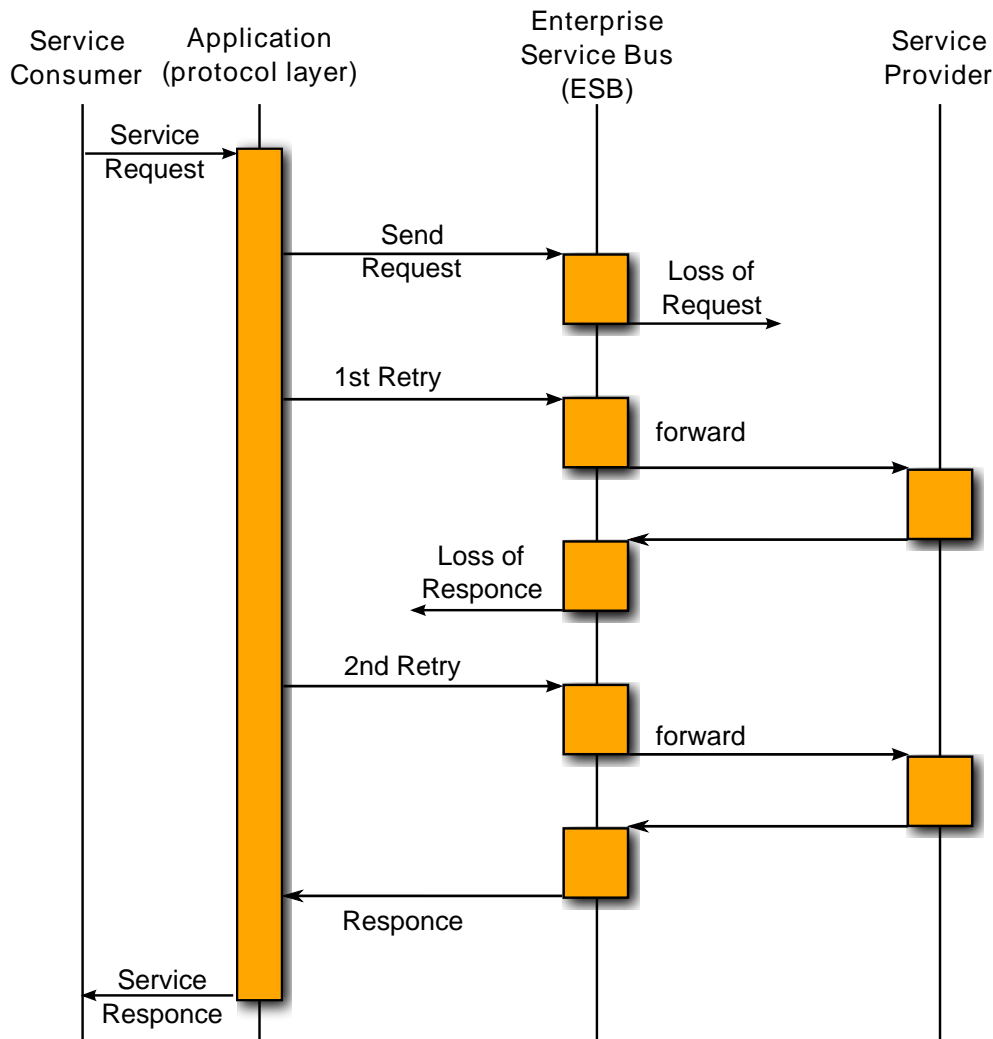 Service
Consumer
Application
(protocol layer)
Enterprise
Service Bus
(ESB)
Service
Provider
Service
Request
Send
Request
Loss of
Request
1st Retry
forward
Loss of
Responce
2nd Retry
forward
Responce
Service
Responce